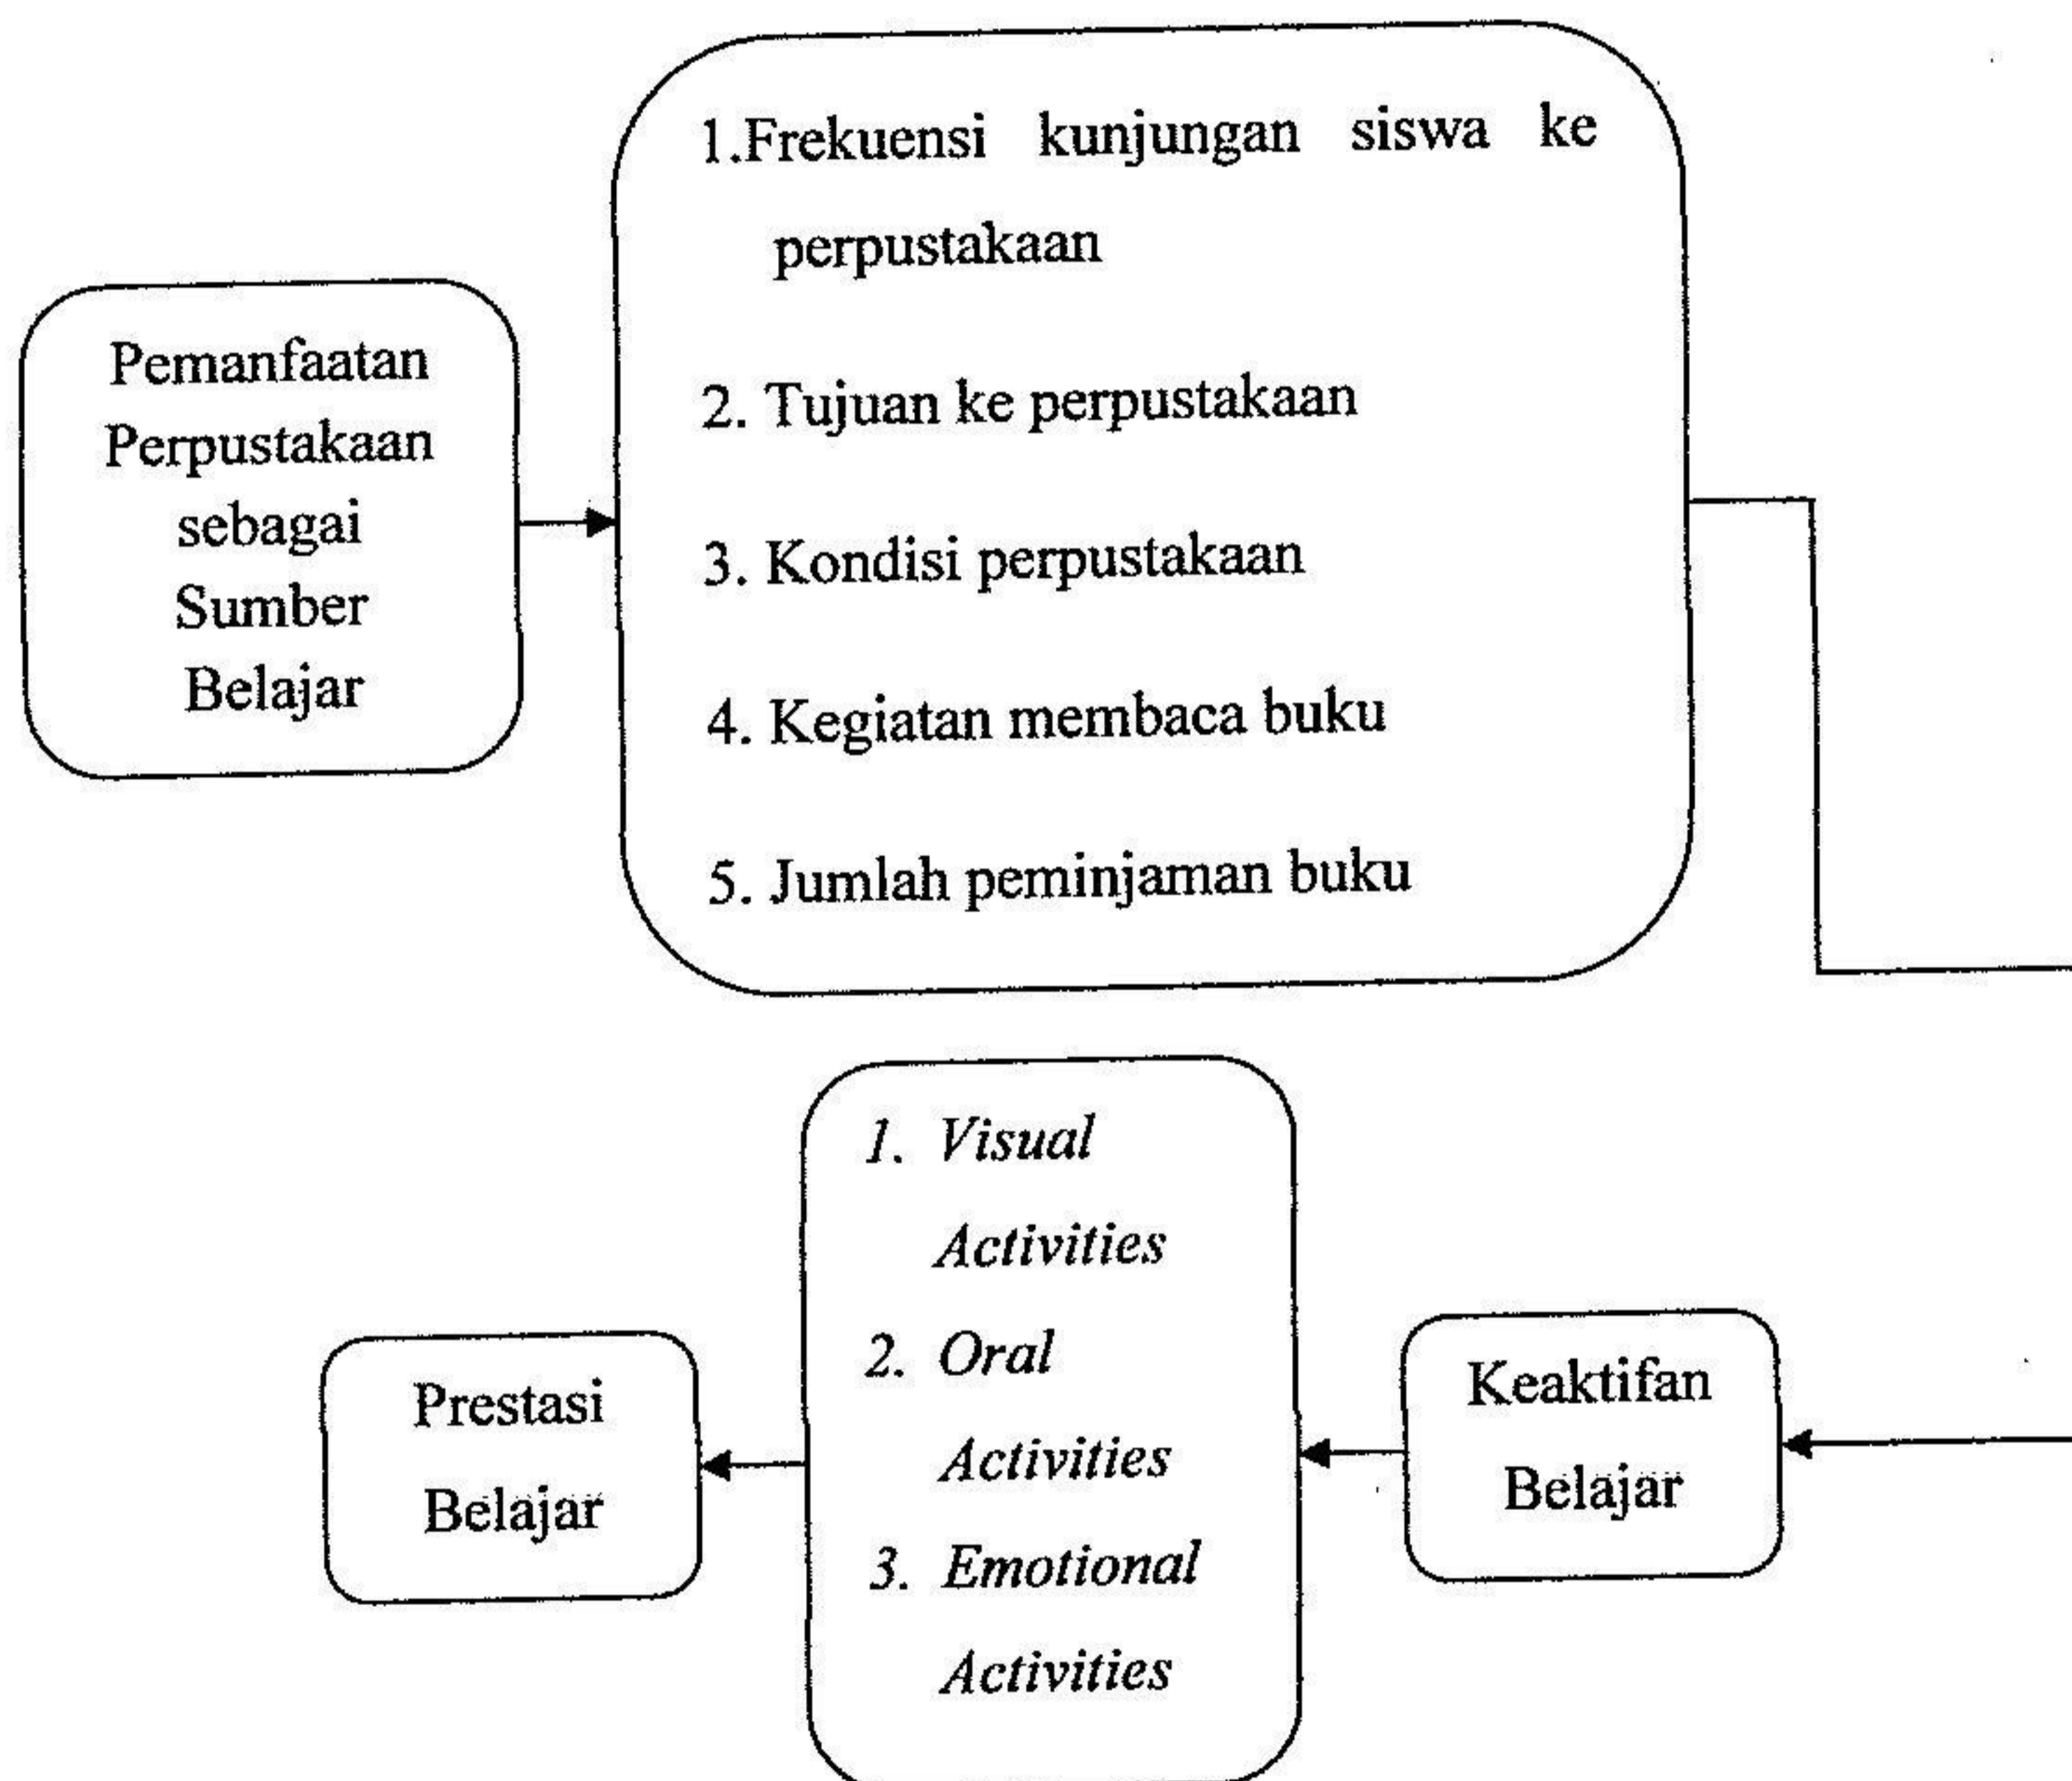 Pemanfaatan
Perpustakaan
sebagai
Sumber
Belajar
1.Frekuensi kunjungan siswa ke
perpustakaan
2. Tujuan ke perpustakaan
3. Kondisi perpustakaan
4. Kegiatan membaca buku
5. Jumlah peminjaman buku
Keaktifan
Belajar
1. Visual
Activities
2. Oral
Activities
3. Emotional
Activities
Prestasi
Belajar